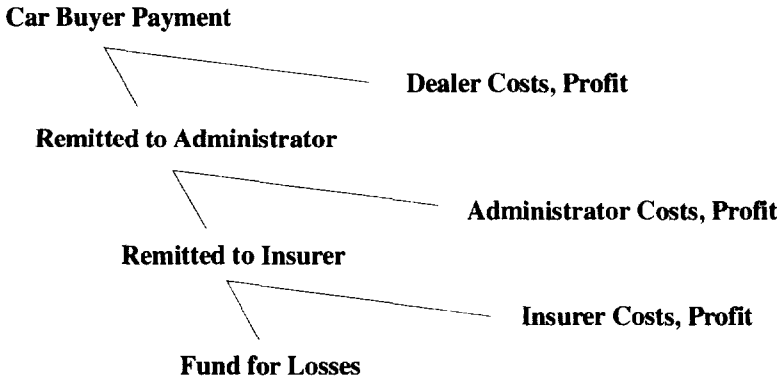 Car Buyer Payment
Dealer Costs, Profit
Remitted to Administrator
Administrator Costs, Profit
Remitted to Insurer
Insurer Costs, Profit
Fund for Losses